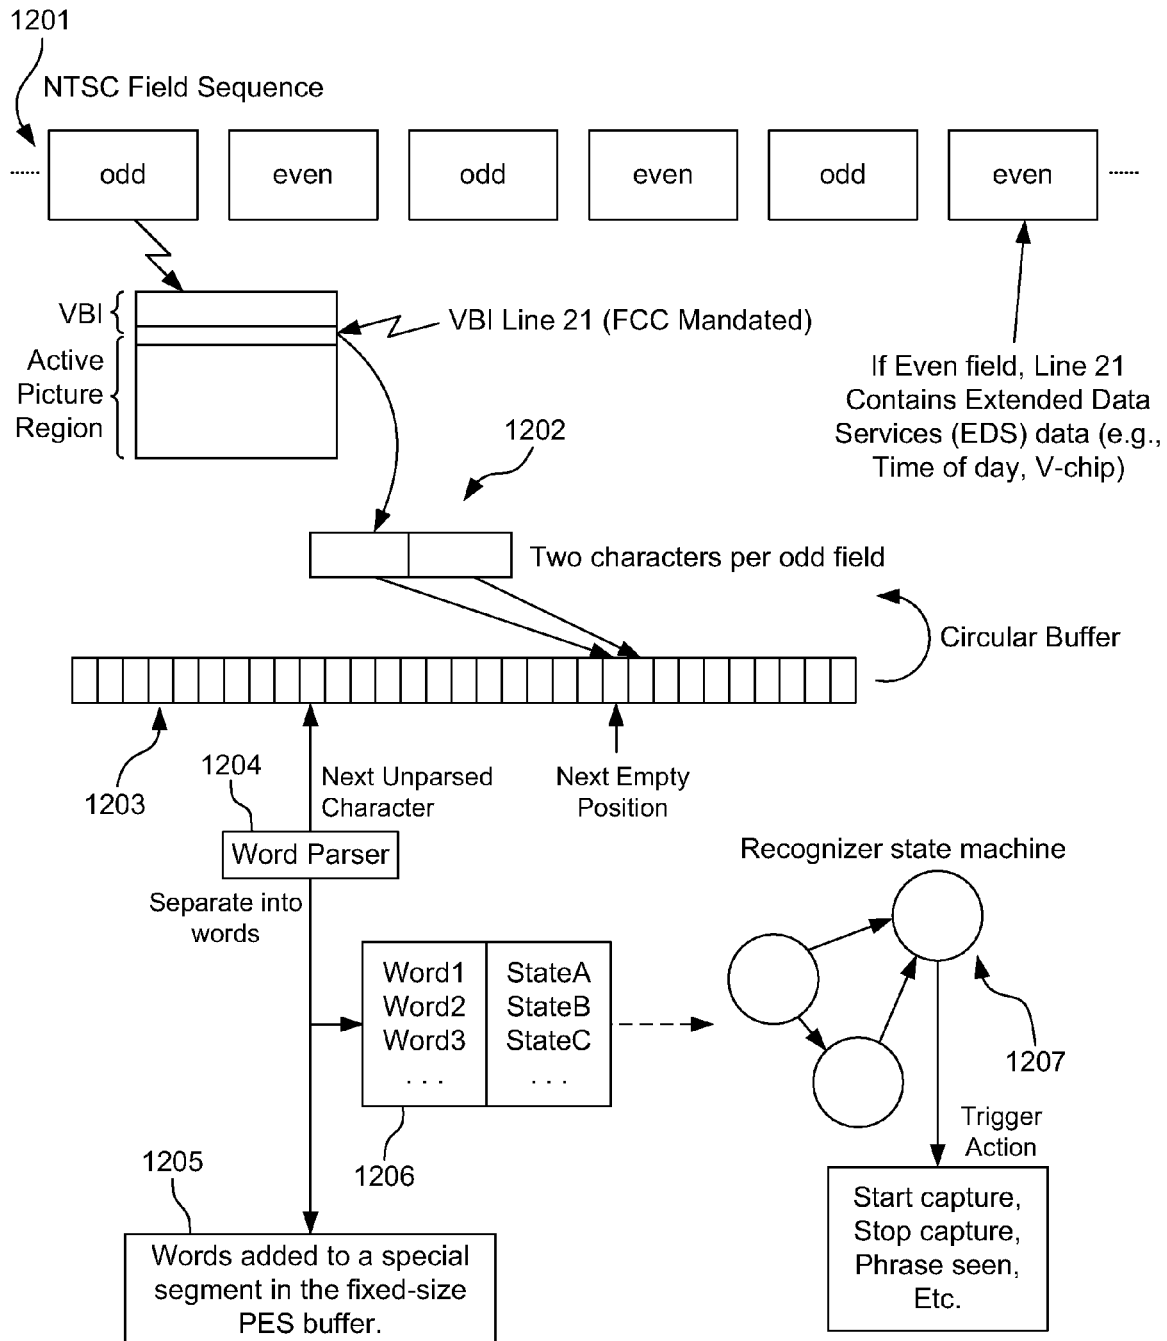 1201
NTSC Field Sequence
...... odd even odd even odd even ......
VBI
VBI Line 21 (FCC Mandated)
Active
Picture
Region
If Even field, Line 21
Contains Extended Data
Services (EDS) data (e.g.,
Time of day, V-chip)
1202
Two characters per odd field
Circular Buffer
1203
1204
Next Unparsed
Character
Next Empty
Position
Word Parser
Separate into
words
Recognizer state machine
Word1 StateA
Word2 StateB
Word3 StateC
. . . . . .
1206
1207
Trigger
Action
1205
Words added to a special
segment in the fixed-size
PES buffer.
Start capture,
Stop capture,
Phrase seen,
Etc.